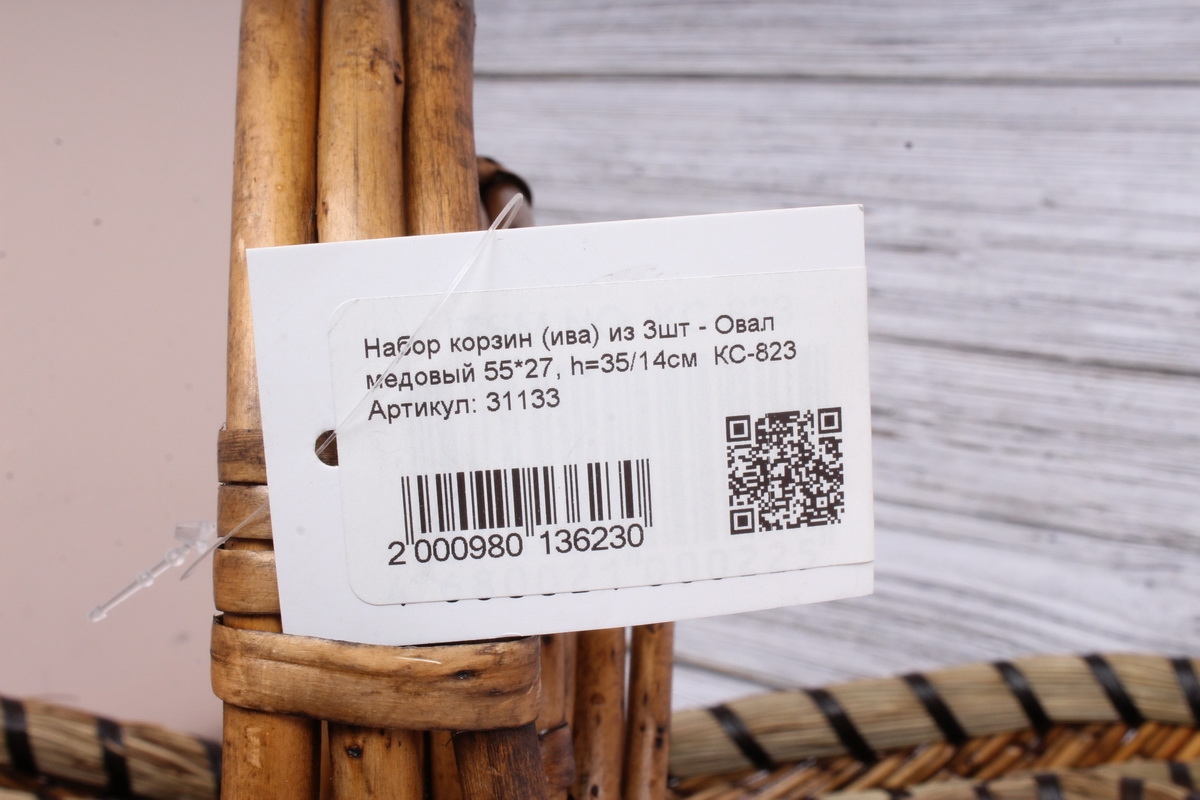 Набор корзин (ива) из 3шт - Овал
медовый 55*27, h=35/14см КС-823
Артикул: 31133
2 000980 136230